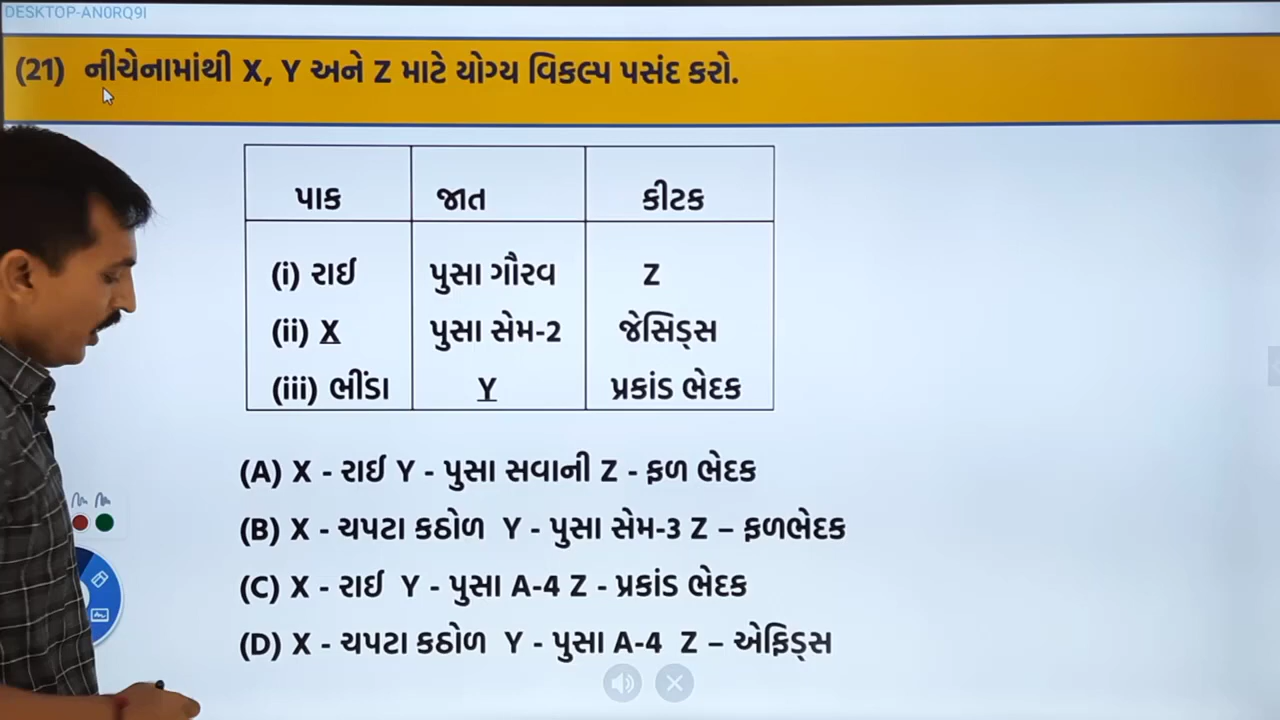 DESKTOP-AN0RQ9I
(21) નીચેનામાંથી X, Y અને Z માટે યોગ્ય વિકલ્પ પસંદ કરો.
પાક જાત કીટક
(i) રાઈ પુસા ગૌરવ Z
(ii) X પુસા સેમ-2 જેસિડ્સ
(iii) ભીંડા Y પ્રકાંડ ભેદક
(A) X - રાઈ Y - પુસા સવાની Z - ફળ ભેદક
(B) X - ચપટા કઠોળ Y - પુસા સેમ-3 Z – ફળભેદક
(C) X - રાઈ Y - પુસા A-4 Z - પ્રકાંડ ભેદક
(D) X - ચપટા કઠોળ Y - પુસા A-4 Z – એફિડ્સ